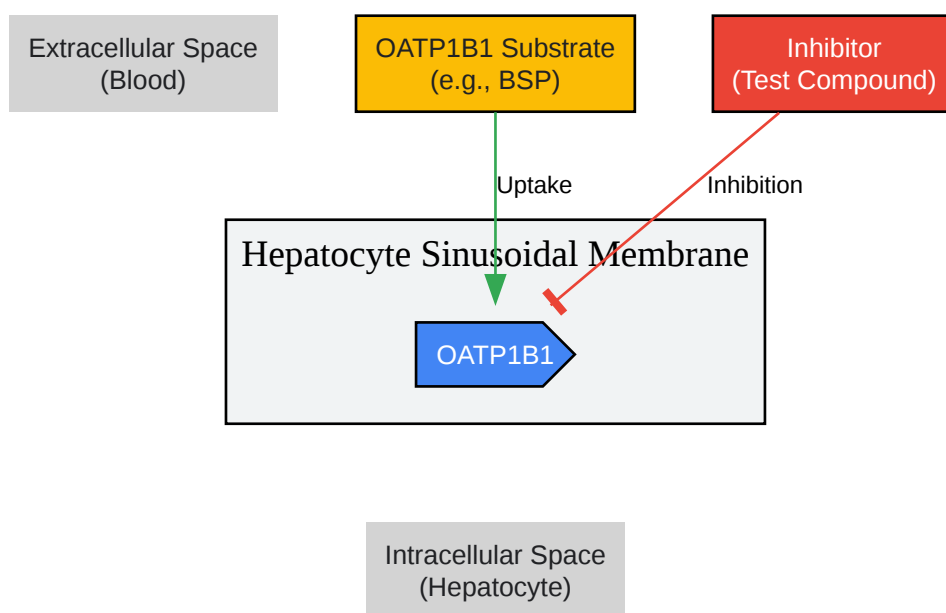 Extracellular Space
(Blood)
OATP1B1 Substrate
(e.g., BSP)
Inhibitor
(Test Compound)
Uptake
Inhibition
Hepatocyte Sinusoidal Membrane
OATP1B1
Intracellular Space
(Hepatocyte)